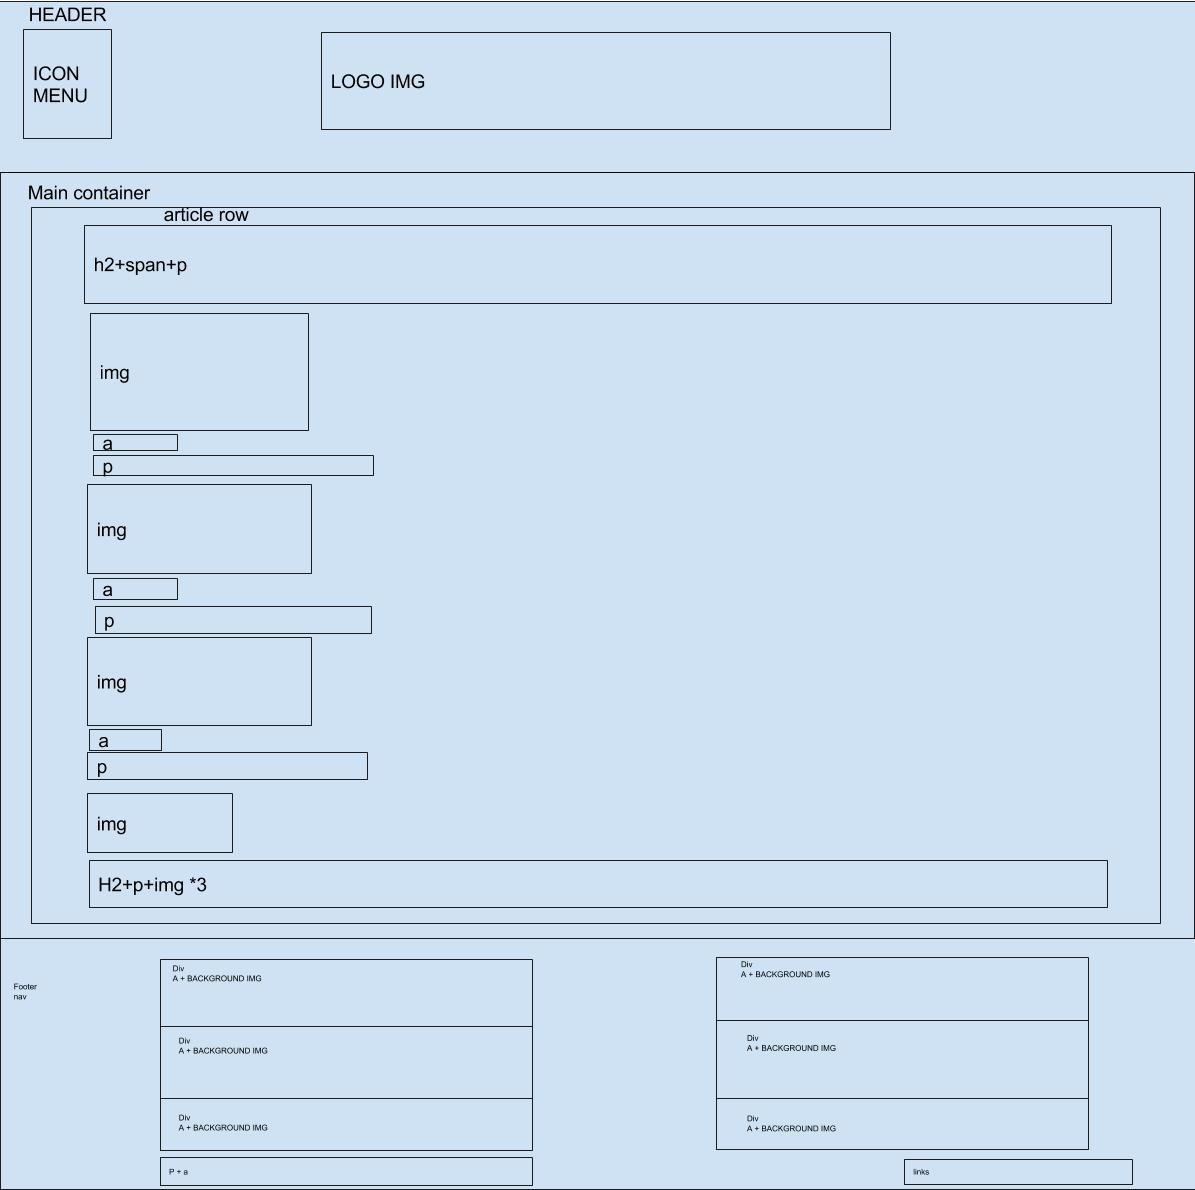 HEADER
ICON
MENU
LOGO IMG
Main container
article row
h2+span+p
img
a
p
img
a
p
img
a
p
img
H2+p+img *3
Footer
nav
Div
A + BACKGROUND IMG
Div
A + BACKGROUND IMG
Div
A + BACKGROUND IMG
P + a
Div
A + BACKGROUND IMG
Div
A + BACKGROUND IMG
Div
A + BACKGROUND IMG
links